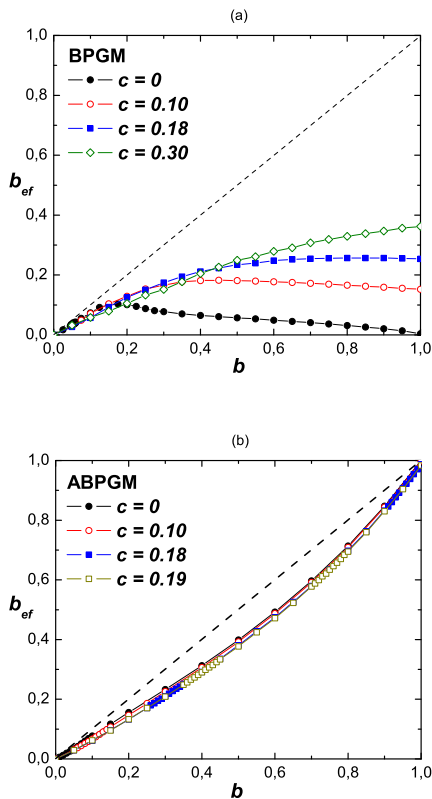 (a)
1,0
BPGM
c = 0
0,8
c = 0.10
c = 0.18
0,6
c = 0.30
b_ef
0,4
0,2
0,0
0,0 0,2 0,4 0,6 0,8 1,0
b
(b)
1,0
ABPGM
c = 0
0,8
c = 0.10
c = 0.18
0,6
c = 0.19
b_ef
0,4
0,2
0,0
0,0 0,2 0,4 0,6 0,8 1,0
b